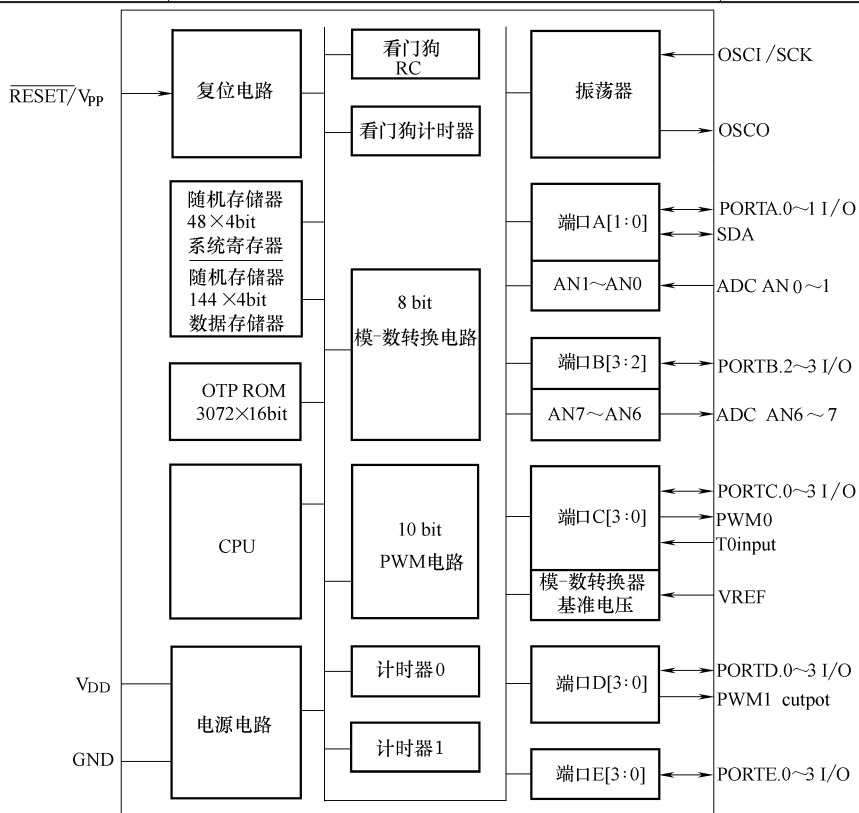 RESET/VPP
复位电路
随机存储器
48×4bit
系统寄存器
随机存储器
144×4bit
数据存储器
OTP ROM
3072×16bit
CPU
VDD
GND
电源电路
看门狗
RC
看门狗计时器
8 bit
模-数转换电路
10 bit
PWM电路
计时器0
计时器1
振荡器
OSCI/SCK
OSCO
端口A[1:0]
PORTA.0～1 I/O
SDA
AN1～AN0
ADC AN 0～1
端口B[3:2]
PORTB.2～3 I/O
AN7～AN6
ADC AN6～7
端口C[3:0]
PORTC.0～3 I/O
PWM0
T0input
模-数转换器
基准电压
VREF
端口D[3:0]
PORTD.0～3 I/O
PWM1 cutpot
端口E[3:0]
PORTE.0～3 I/O